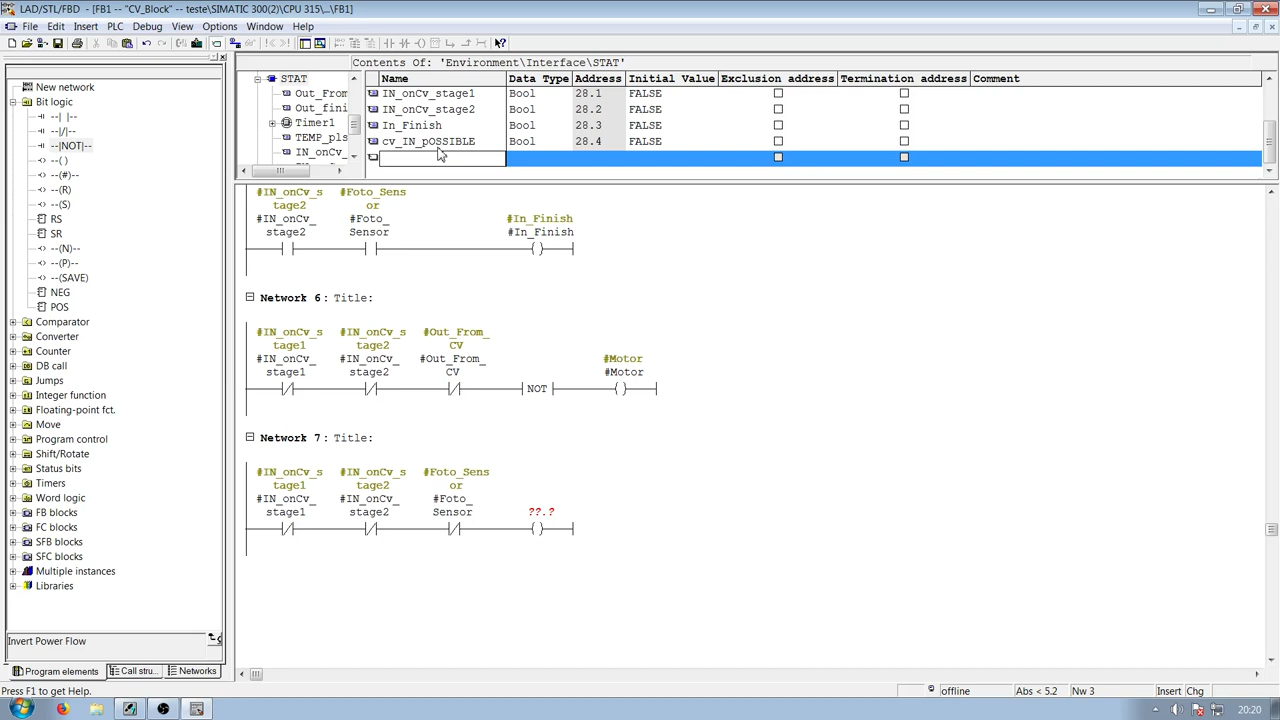 LAD/STL/FBD - [FB1 -- "CV_Block" -- teste\SIMATIC 300(2)\CPU 315\...\FB1]
File Edit Insert PLC Debug View Options Window Help
Contents Of: 'Environment\Interface\STAT'
STAT
Out_From
Out_fini
Timer1
TEMP_pls
IN_onCv_
Name Data Type Address Initial Value Exclusion address Termination address Comment
IN_onCv_stage1 Bool 28.1 FALSE
IN_onCv_stage2 Bool 28.2 FALSE
In_Finish Bool 28.3 FALSE
cv_IN_pOSSIBLE Bool 28.4 FALSE
New network
Bit logic
--| |--
--|/|--
--|NOT|--
--( )
--(#)--
--(R)
--(S)
RS
SR
--(N)--
--(P)--
--(SAVE)
NEG
POS
Comparator
Converter
Counter
DB call
Jumps
Integer function
Floating-point fct.
Move
Program control
Shift/Rotate
Status bits
Timers
Word logic
FB blocks
FC blocks
SFB blocks
SFC blocks
Multiple instances
Libraries
Invert Power Flow
Program elements Call stru... Networks
#IN_onCv_s #Foto_Sens
tage2 or #In_Finish
#IN_onCv_ #Foto_ #In_Finish
stage2 Sensor
Network 6: Title:
#IN_onCv_s #IN_onCv_s #Out_From_
tage1 tage2 CV #Motor
#IN_onCv_ #IN_onCv_ #Out_From_ #Motor
stage1 stage2 CV
NOT
Network 7: Title:
#IN_onCv_s #IN_onCv_s #Foto_Sens
tage1 tage2 or
#IN_onCv_ #IN_onCv_ #Foto_
stage1 stage2 Sensor ??.?
Press F1 to get Help. offline Abs < 5.2 Nw 3 Insert Chg
20:20